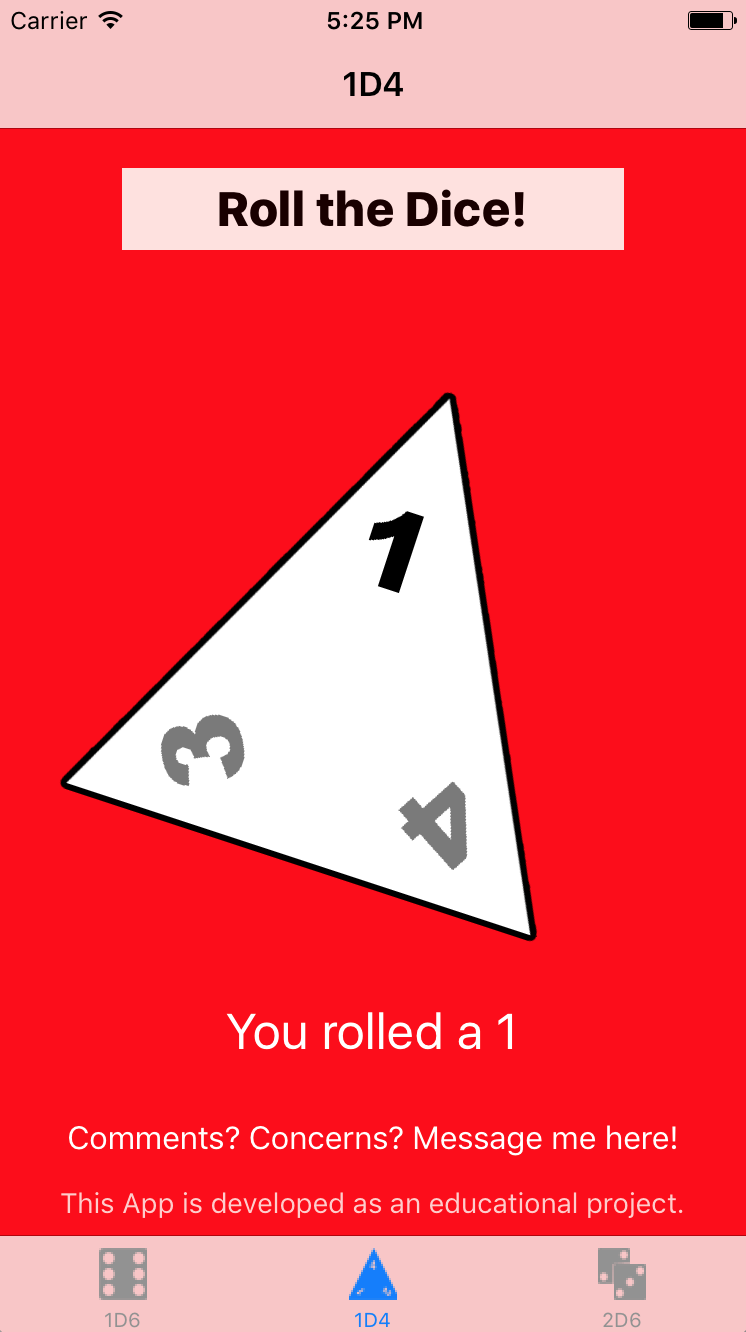 Carrier 5:25 PM
1D4
Roll the Dice!
1
3
4
You rolled a 1
Comments? Concerns? Message me here!
This App is developed as an educational project.
4
1D6 1D4 2D6